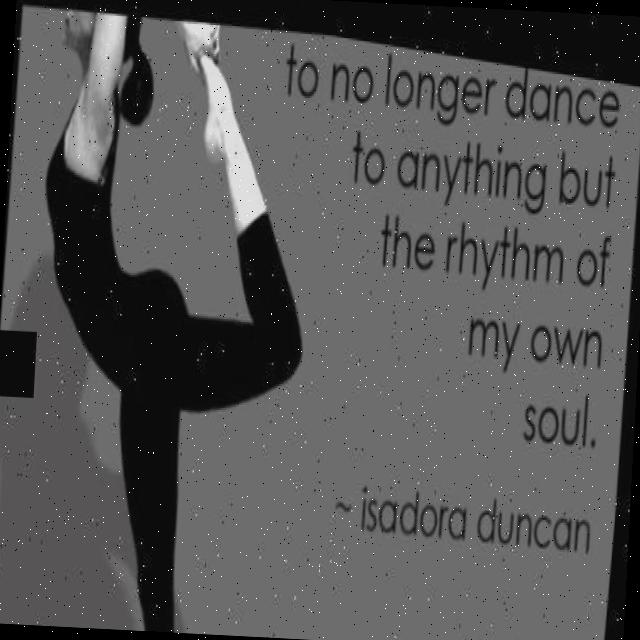 to no longer dance
to anything but
the rhythm of
my own
soul.
~ isadora duncan